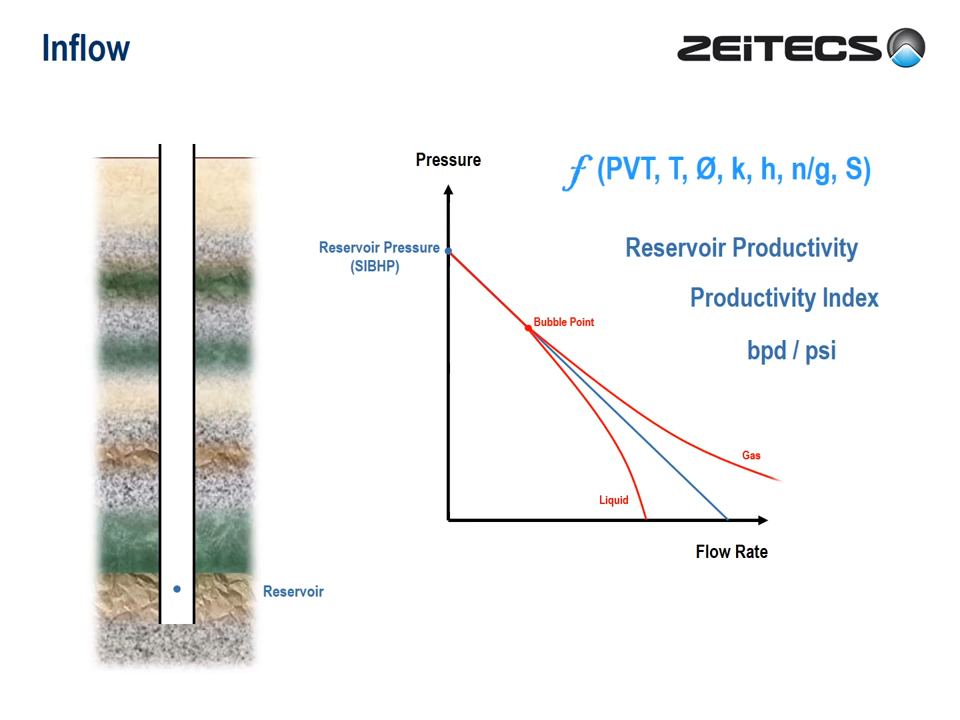 Inflow
ZEiTECS
Pressure
ƒ (PVT, T, Ø, k, h, n/g, S)
Reservoir Pressure
(SIBHP)
Reservoir Productivity
Productivity Index
Bubble Point
bpd / psi
Gas
Liquid
Flow Rate
Reservoir